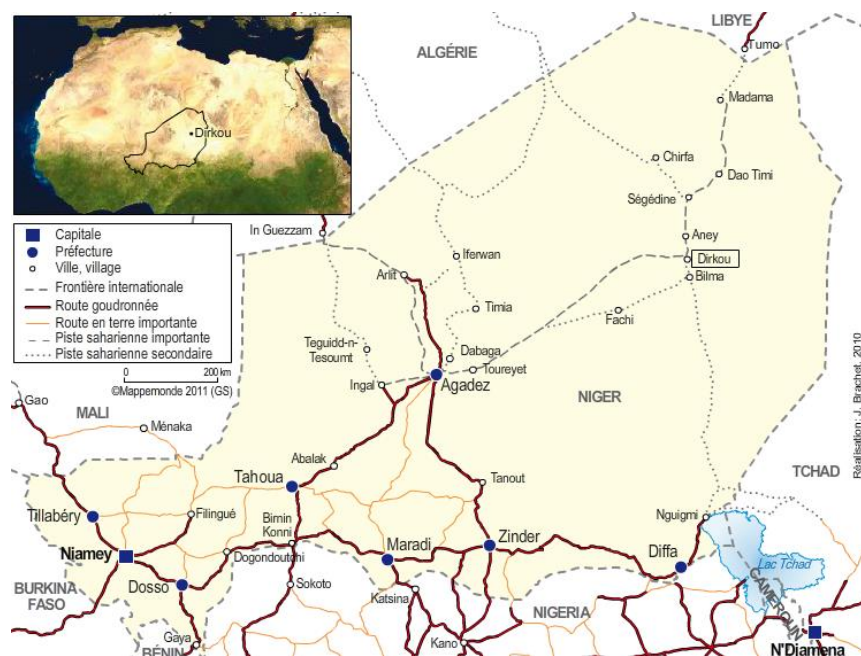 LIBYE
ALGÉRIE
Tumo
Madama
Dirkou
Chirfa
Dao Timi
Ségédine
Capitale
Préfecture
Ville, village
Frontière internationale
Route goudronnée
Route en terre importante
Piste saharienne importante
Piste saharienne secondaire
0 200 km
©Mappemonde 2011 (GS)
In Guezzam
Iferwan
Aney
Arlit
Dirkou
Bilma
Timia
Fachi
Teguidd-n-
Tesoumt
Dabaga
Toureyet
Ingal
Agadez
NIGER
Gao
MALI
Ménaka
Réalisation: J. Brachet, 2010
Abalak
TCHAD
Tahoua
Tanout
Tillabéry
Filingué
Birnin
Konni
Nguigmi
Niamey
Maradi
Zinder
Diffa
Lac Tchad
Dogondoutchi
BURKINA
FASO
Dosso
Sokoto
Katsina
CAMEROUN
NIGERIA
Gaya
BÉNIN
Kano
N'Djamena